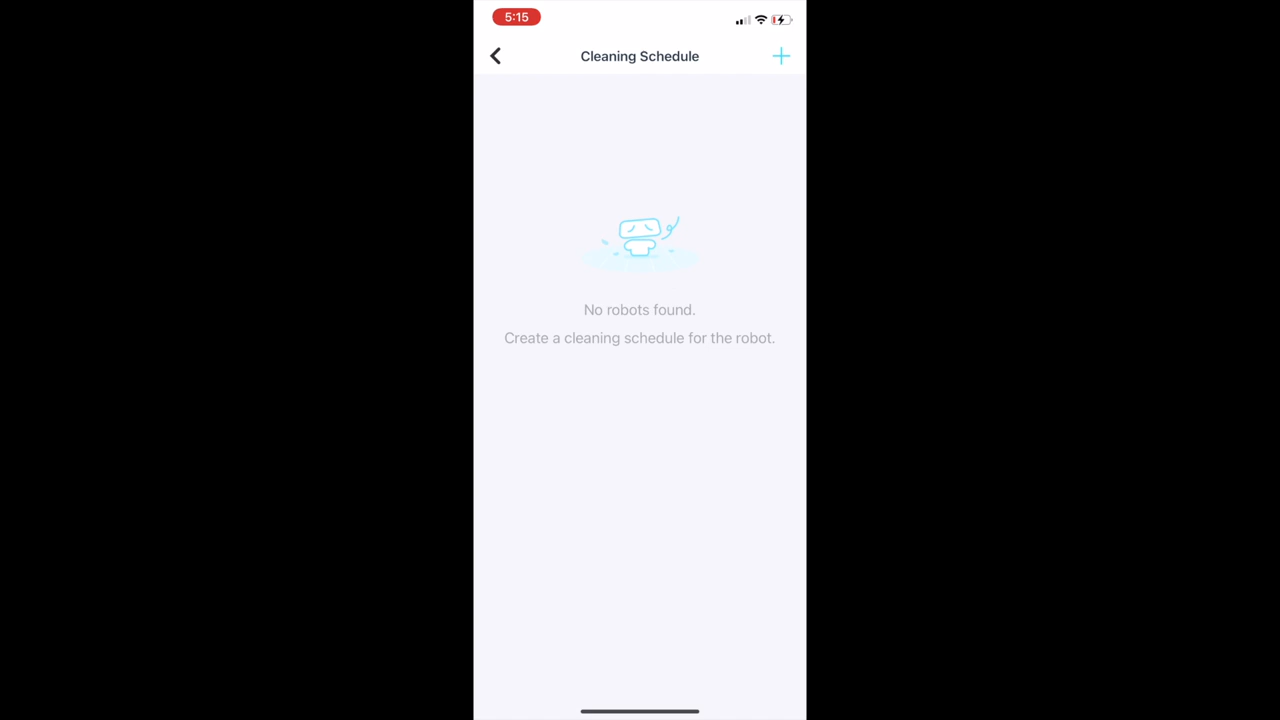 5:15
Cleaning Schedule
No robots found.
Create a cleaning schedule for the robot.